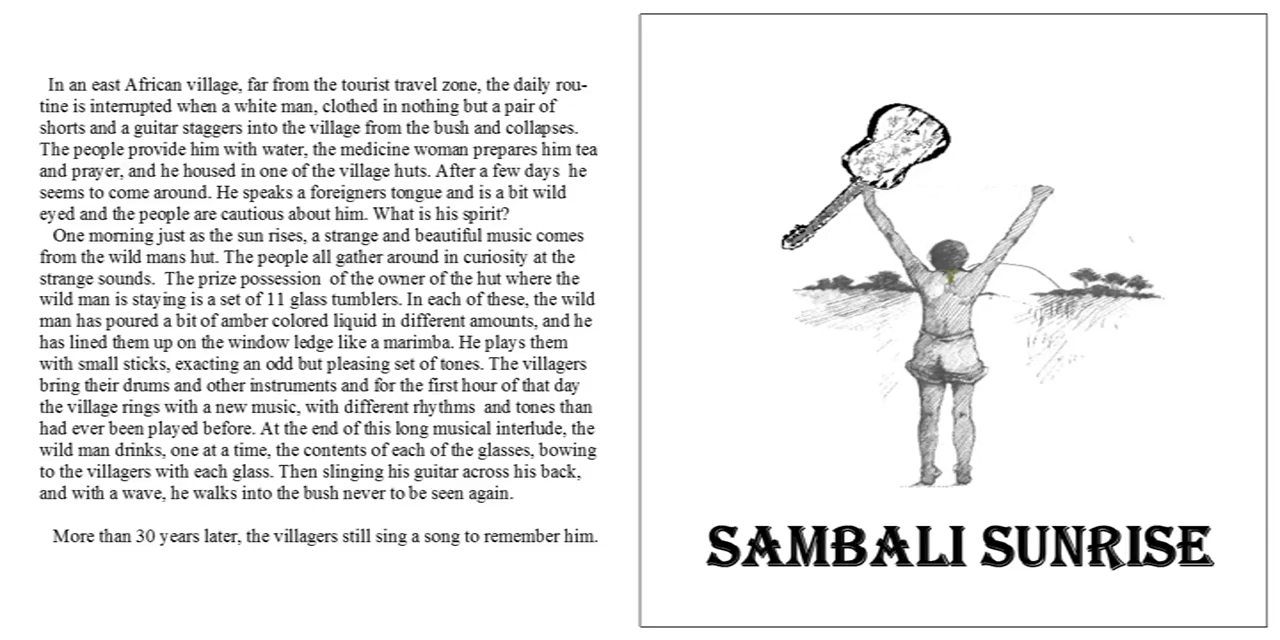 In an east African village, far from the tourist travel zone, the daily rou-
tine is interrupted when a white man, clothed in nothing but a pair of
shorts and a guitar staggers into the village from the bush and collapses.
The people provide him with water, the medicine woman prepares him tea
and prayer, and he housed in one of the village huts. After a few days he
seems to come around. He speaks a foreigners tongue and is a bit wild
eyed and the people are cautious about him. What is his spirit?
One morning just as the sun rises, a strange and beautiful music comes
from the wild mans hut. The people all gather around in curiosity at the
strange sounds. The prize possession of the owner of the hut where the
wild man is staying is a set of 11 glass tumblers. In each of these, the wild
man has poured a bit of amber colored liquid in different amounts, and he
has lined them up on the window ledge like a marimba. He plays them
with small sticks, exacting an odd but pleasing set of tones. The villagers
bring their drums and other instruments and for the first hour of that day
the village rings with a new music, with different rhythms and tones than
had ever been played before. At the end of this long musical interlude, the
wild man drinks, one at a time, the contents of each of the glasses, bowing
to the villagers with each glass. Then slinging his guitar across his back,
and with a wave, he walks into the bush never to be seen again.
More than 30 years later, the villagers still sing a song to remember him.
SAMBALI SUNRISE